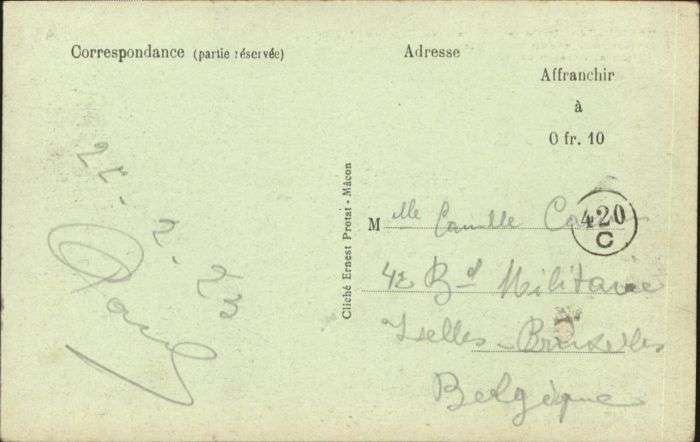 Correspondance (partie réservée)
Adresse
Affranchir
à
0 fr. 10
22-2-23
Paul
Cliché Ernest Protat - Mâcon
Mlle Camille
420
C
42 Bd Militaire
Ixelles - Bruxelles
Belgique